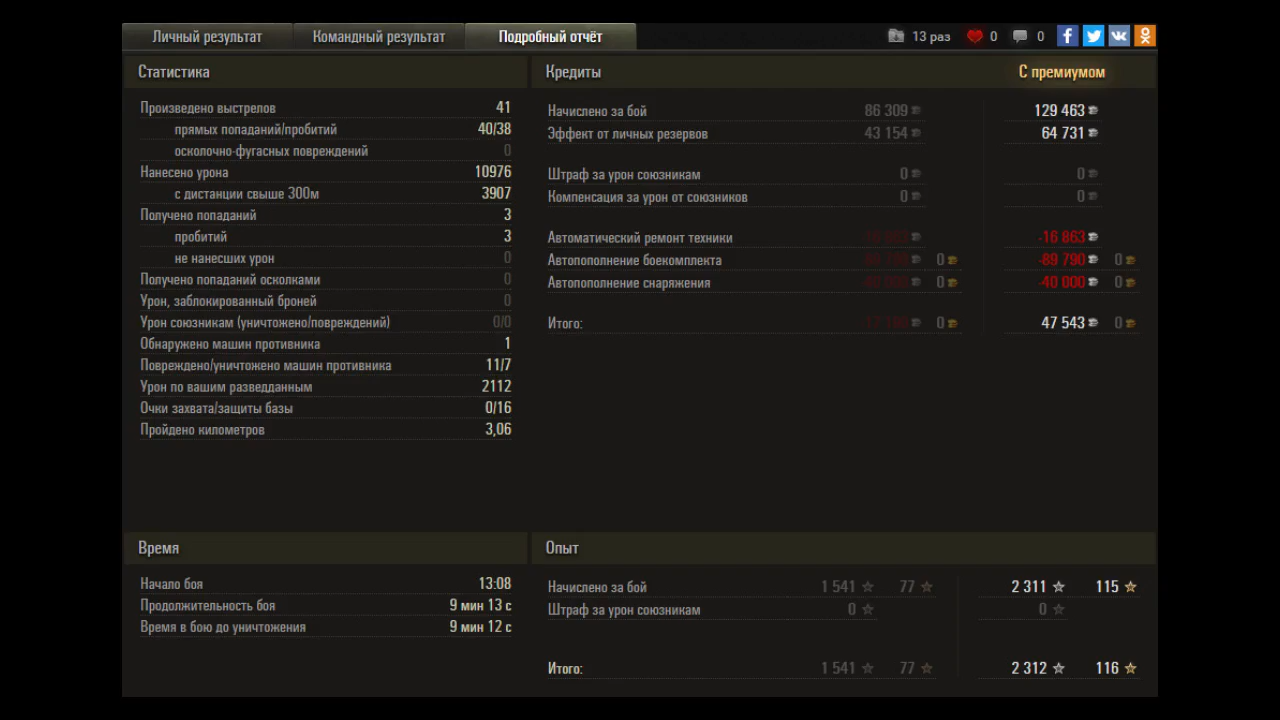 Личный результат Командный результат Подробный отчёт 13 раз 0 0
Статистика
Произведено выстрелов 41
прямых попаданий/пробитий 40/38
осколочно-фугасных повреждений 0
Нанесено урона 10976
с дистанции свыше 300м 3907
Получено попаданий 3
пробитий 3
не нанесших урон 0
Получено попаданий осколками 0
Урон, заблокированный броней 0
Урон союзникам (уничтожено/повреждений) 0/0
Обнаружено машин противника 1
Повреждено/уничтожено машин противника 11/7
Урон по вашим разведданным 2112
Очки захвата/защиты базы 0/16
Пройдено километров 3,06
Кредиты С премиумом
Начислено за бой 86 309 129 463
Эффект от личных резервов 43 154 64 731
Штраф за урон союзникам 0 0
Компенсация за урон от союзников 0 0
Автоматический ремонт техники -16 863
Автопополнение боекомплекта 0 -89 790 0
Автопополнение снаряжения 0 -40 000 0
Итого: 0 47 543 0
Время
Начало боя 13:08
Продолжительность боя 9 мин 13 с
Время в бою до уничтожения 9 мин 12 с
Опыт
Начислено за бой 1 541 77 2 311 115
Штраф за урон союзникам 0 0
Итого: 1 541 77 2 312 116